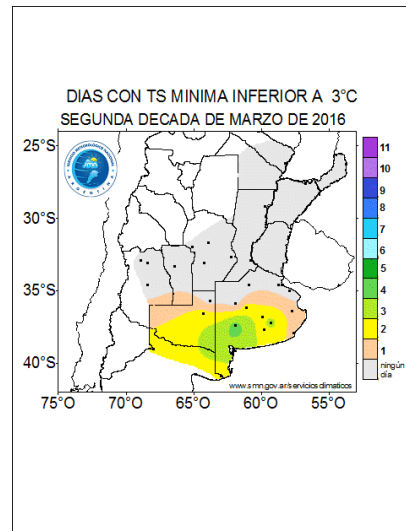 DIAS CON TS MINIMA INFERIOR A 3°C
SEGUNDA DECADA DE MARZO DE 2016
25°S
30°S
35°S
40°S
75°O
70°O
65°O
60°O
55°O
11
10
9
8
7
6
5
4
3
2
1
ningún
día
www.smn.gov.ar/serviciosclimaticos